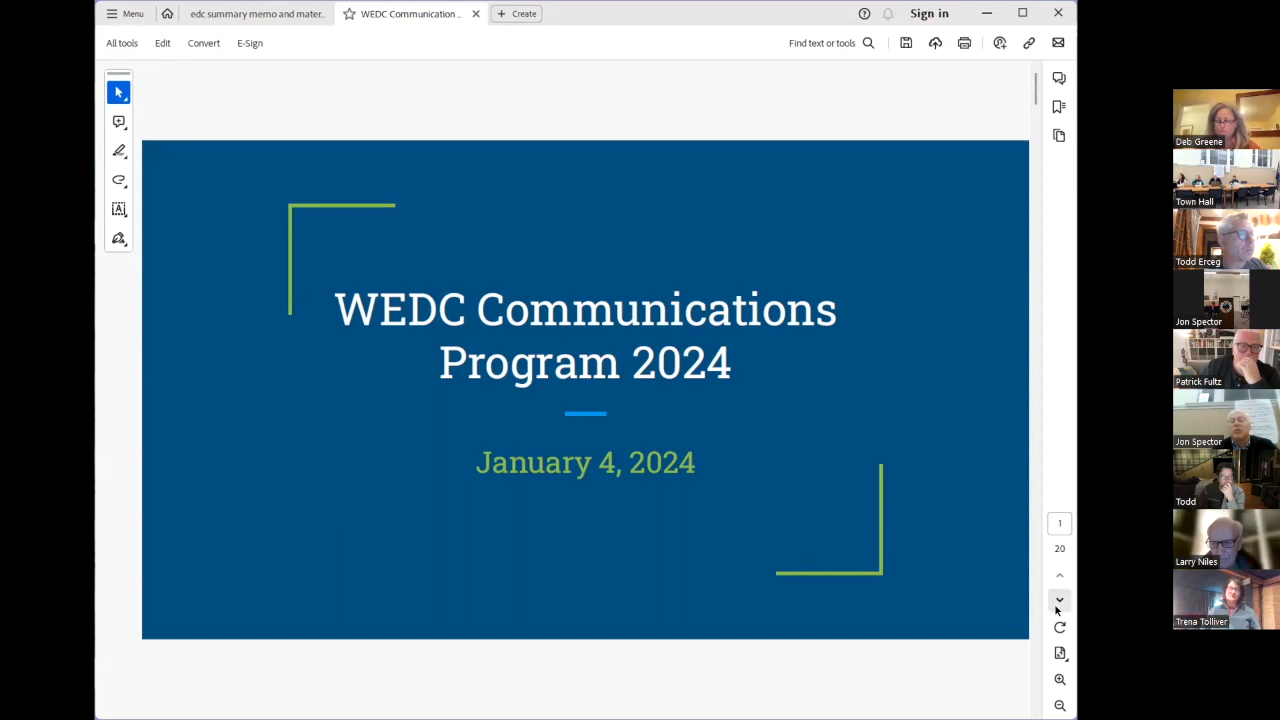 Menu
edc summary memo and mater...
WEDC Communication ...
Create
Sign in
All tools
Edit
Convert
E-Sign
Find text or tools
WEDC Communications
Program 2024
January 4, 2024
1
20
Deb Greene
Town Hall
Todd Erceg
Jon Spector
Patrick Fultz
Jon Spector
Todd
Larry Niles
Trena Tolliver